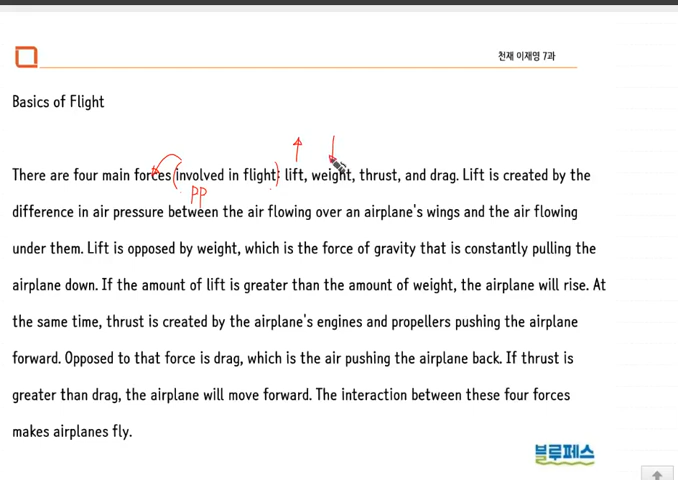 천재 이재영 7과
Basics of Flight
There are four main forces (involved in flight): lift, weight, thrust, and drag. Lift is created by the
pp
difference in air pressure between the air flowing over an airplane's wings and the air flowing
under them. Lift is opposed by weight, which is the force of gravity that is constantly pulling the
airplane down. If the amount of lift is greater than the amount of weight, the airplane will rise. At
the same time, thrust is created by the airplane's engines and propellers pushing the airplane
forward. Opposed to that force is drag, which is the air pushing the airplane back. If thrust is
greater than drag, the airplane will move forward. The interaction between these four forces
makes airplanes fly.
블루페스